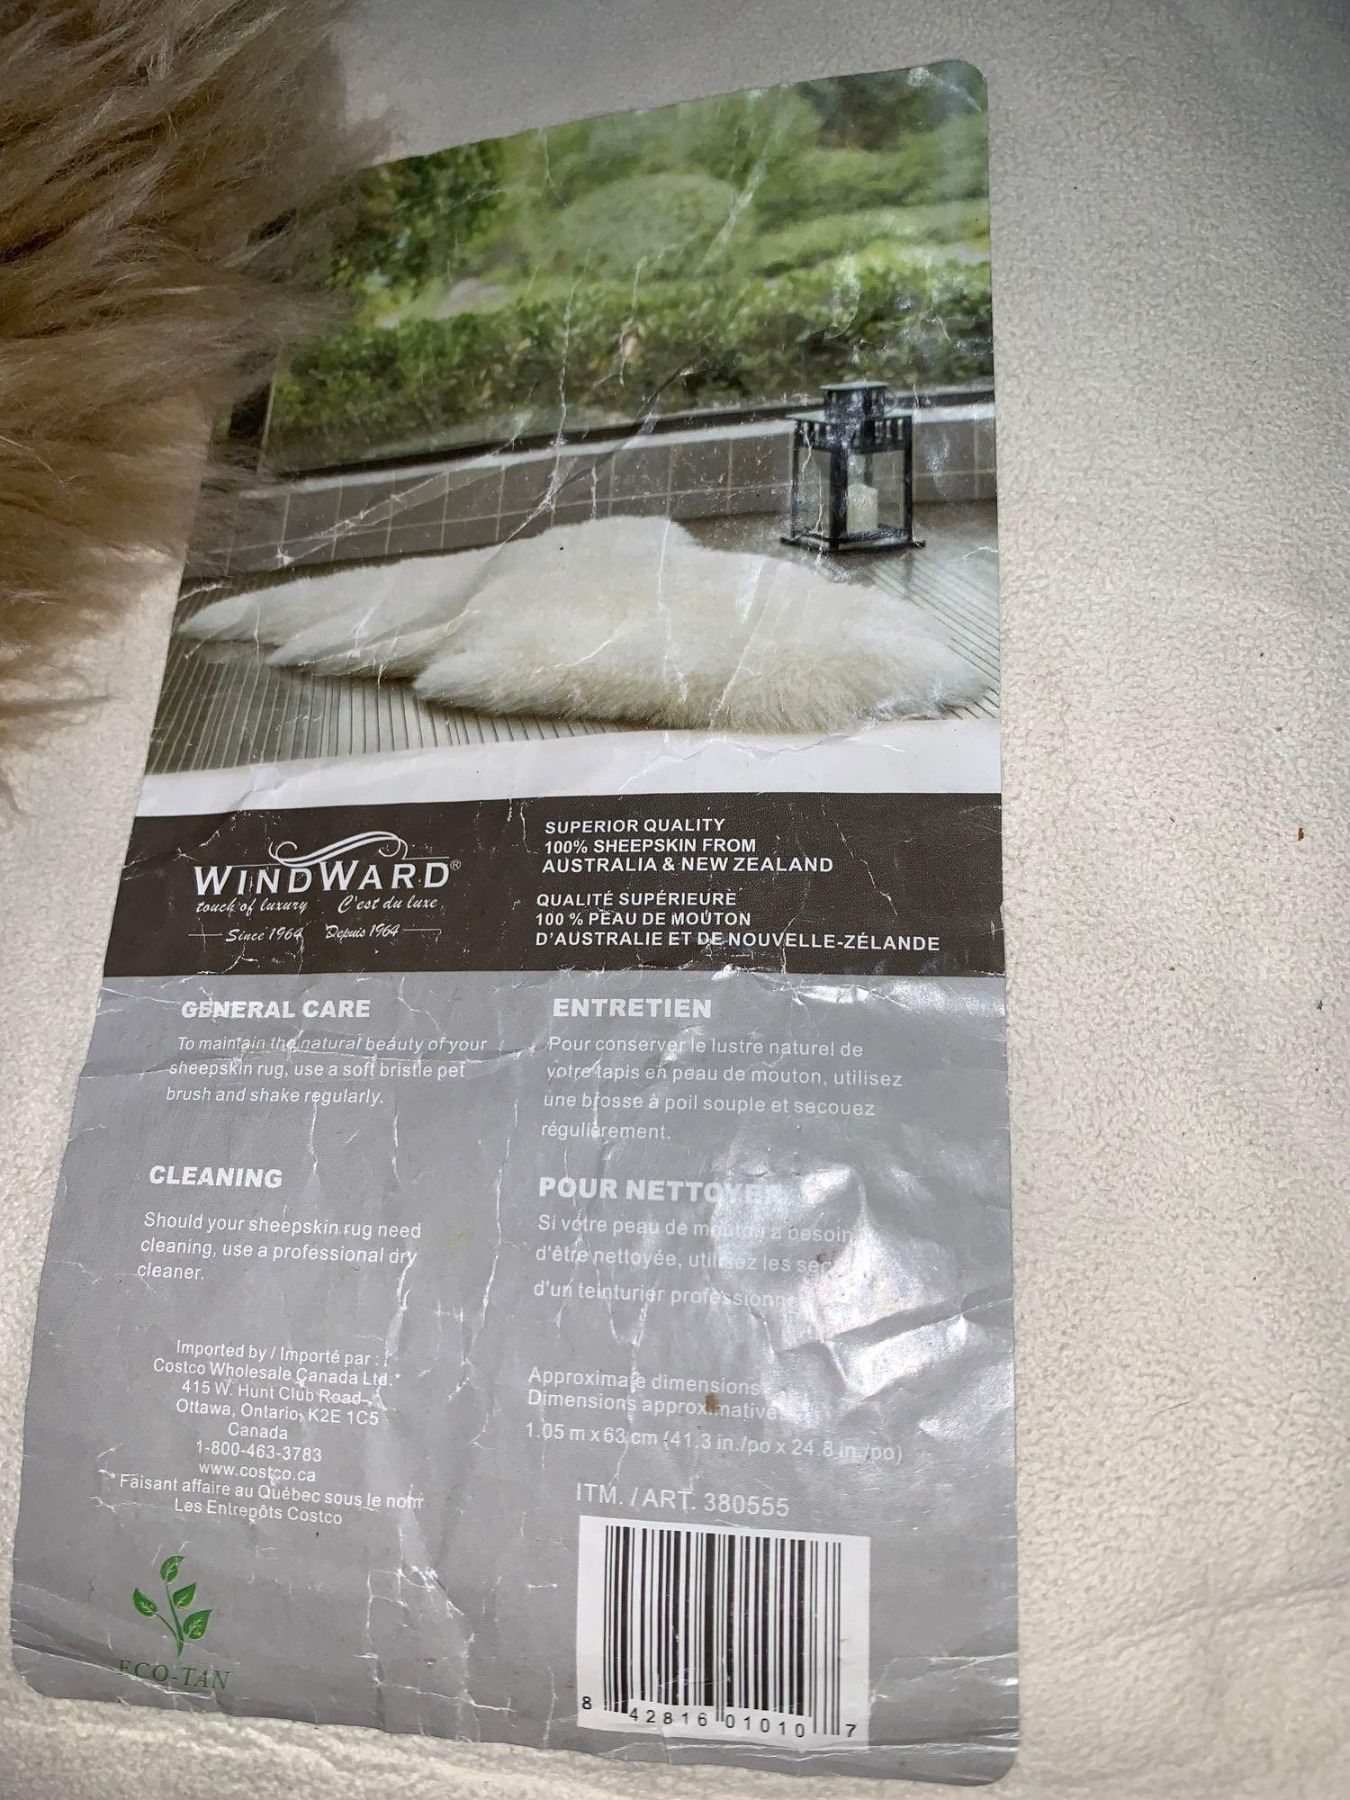 WINDWARD®
touch of luxury C'est du luxe
Since 1964 Depuis 1964
SUPERIOR QUALITY
100% SHEEPSKIN FROM
AUSTRALIA & NEW ZEALAND
QUALITÉ SUPÉRIEURE
100 % PEAU DE MOUTON
D'AUSTRALIE ET DE NOUVELLE-ZÉLANDE
GENERAL CARE
To maintain the natural beauty of your
sheepskin rug, use a soft bristle pet
brush and shake regularly.
ENTRETIEN
Pour conserver le lustre naturel de
votre tapis en peau de mouton, utilisez
une brosse à poil souple et secouez
régulièrement.
CLEANING
Should your sheepskin rug need
cleaning, use a professional dry
cleaner.
POUR NETTOYER
Si votre peau de mouton a besoin
d'être nettoyée, utilisez les
d'un teinturier
Imported by / Importé par :
Costco Wholesale Canada Ltd.*
415 W. Hunt Club Road
Ottawa, Ontario, K2E 1C5
Canada
1-800-463-3783
www.costco.ca
* Faisant affaire au Québec sous le nom
Les Entrepôts Costco
Approximate dimensions
Dimensions approximatives
1.05 m x 63 cm (41.3 in./po x 24.8 in./po)
ITM. / ART. 380555
8 42816 01010 7
ECO-TAN